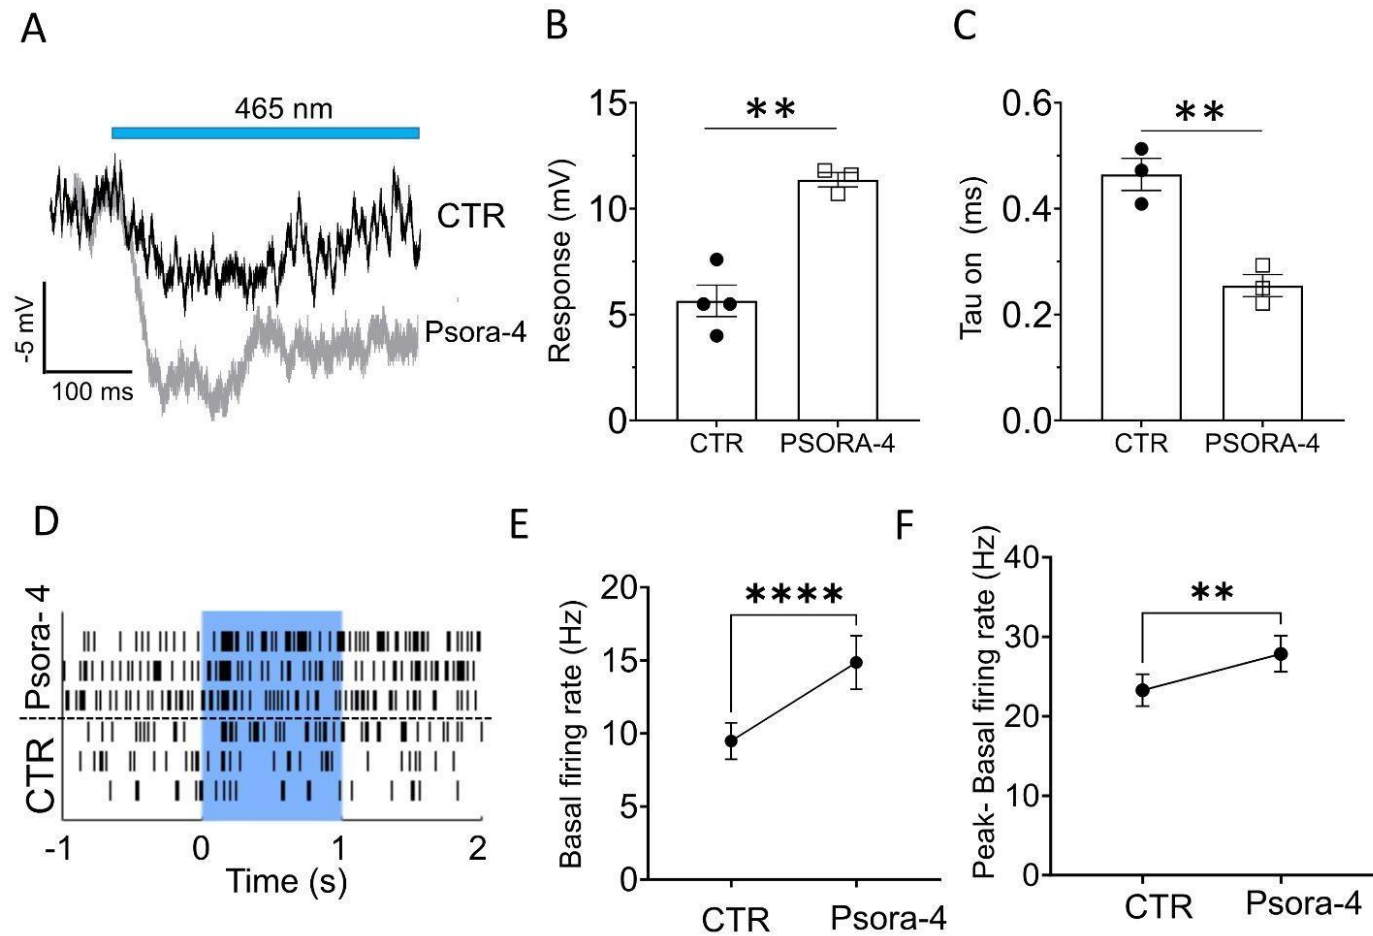 A
465 nm
CTR
Psora-4
-5 mV
100 ms
B
Response (mV)
15
10
5
0
**
CTR
PSORA-4
C
Tau on (ms)
0.6
0.4
0.2
0.0
**
CTR
PSORA-4
D
Psora- 4
CTR
-1
0
1
2
Time (s)
E
Basal firing rate (Hz)
20
15
10
5
0
****
CTR
Psora-4
F
Peak- Basal firing rate (Hz)
40
30
20
10
0
**
CTR
Psora-4